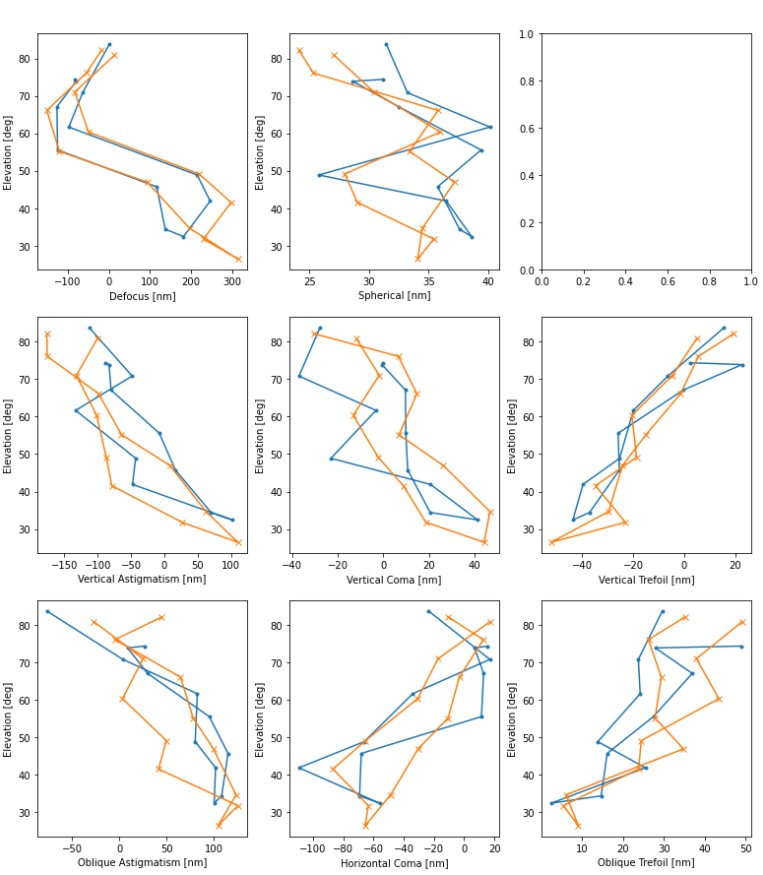 80
70
60
50
40
30
Elevation [deg]
−100 0 100 200 300
Defocus [nm]
80
70
60
50
40
30
Elevation [deg]
25 30 35 40
Spherical [nm]
1.0
0.8
0.6
0.4
0.2
0.0
0.0 0.2 0.4 0.6 0.8 1.0
80
70
60
50
40
30
Elevation [deg]
−150 −100 −50 0 50 100
Vertical Astigmatism [nm]
80
70
60
50
40
30
Elevation [deg]
−40 −20 0 20 40
Vertical Coma [nm]
80
70
60
50
40
30
Elevation [deg]
−40 −20 0 20
Vertical Trefoil [nm]
80
70
60
50
40
30
Elevation [deg]
−50 0 50 100
Oblique Astigmatism [nm]
80
70
60
50
40
30
Elevation [deg]
−100 −80 −60 −40 −20 0 20
Horizontal Coma [nm]
80
70
60
50
40
30
Elevation [deg]
10 20 30 40 50
Oblique Trefoil [nm]